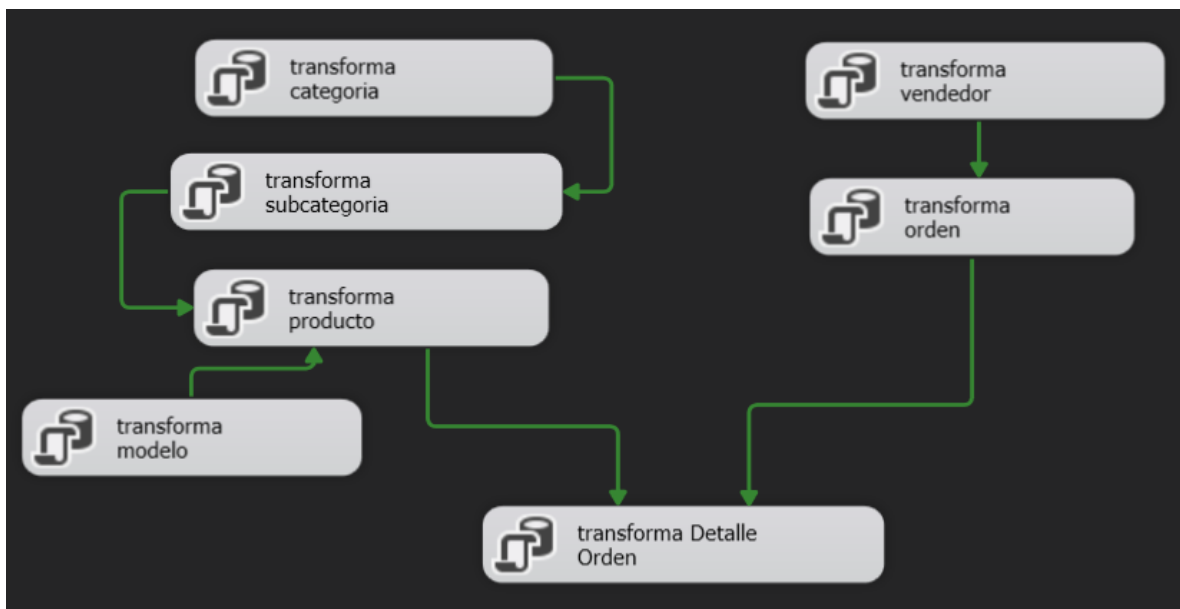 transforma
categoria
transforma
vendedor
transforma
subcategoria
transforma
orden
transforma
producto
transforma
modelo
transforma Detalle
Orden